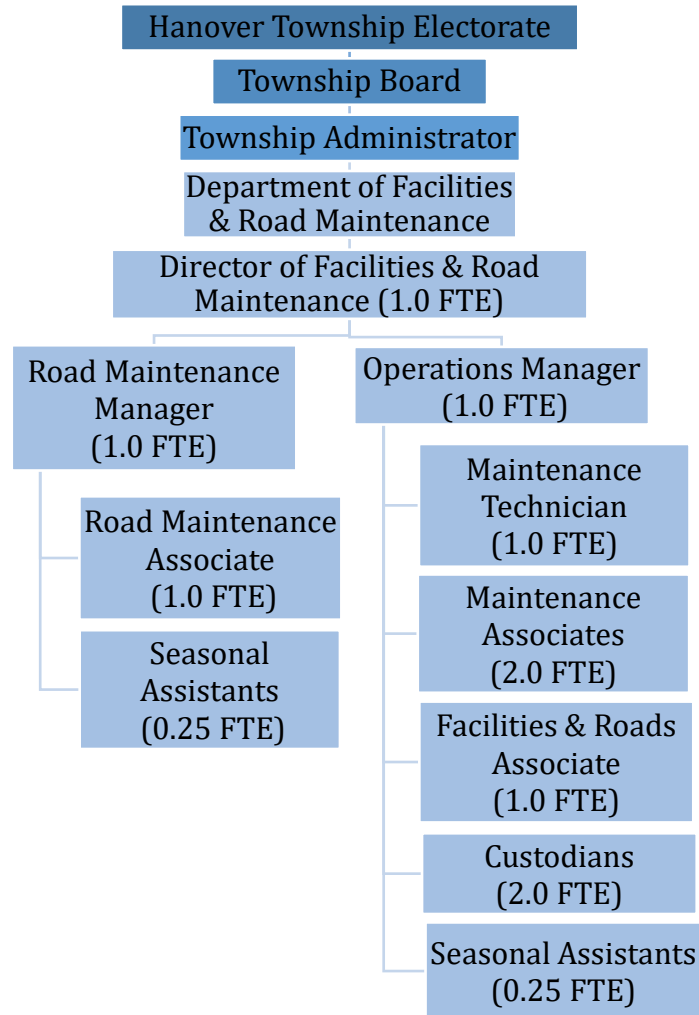 Hanover Township Electorate
Township Board
Township Administrator
Department of Facilities
& Road Maintenance
Director of Facilities & Road
Maintenance (1.0 FTE)
Road Maintenance
Manager
(1.0 FTE)
Road Maintenance
Associate
(1.0 FTE)
Seasonal
Assistants
(0.25 FTE)
Operations Manager
(1.0 FTE)
Maintenance
Technician
(1.0 FTE)
Maintenance
Associates
(2.0 FTE)
Facilities & Roads
Associate
(1.0 FTE)
Custodians
(2.0 FTE)
Seasonal Assistants
(0.25 FTE)